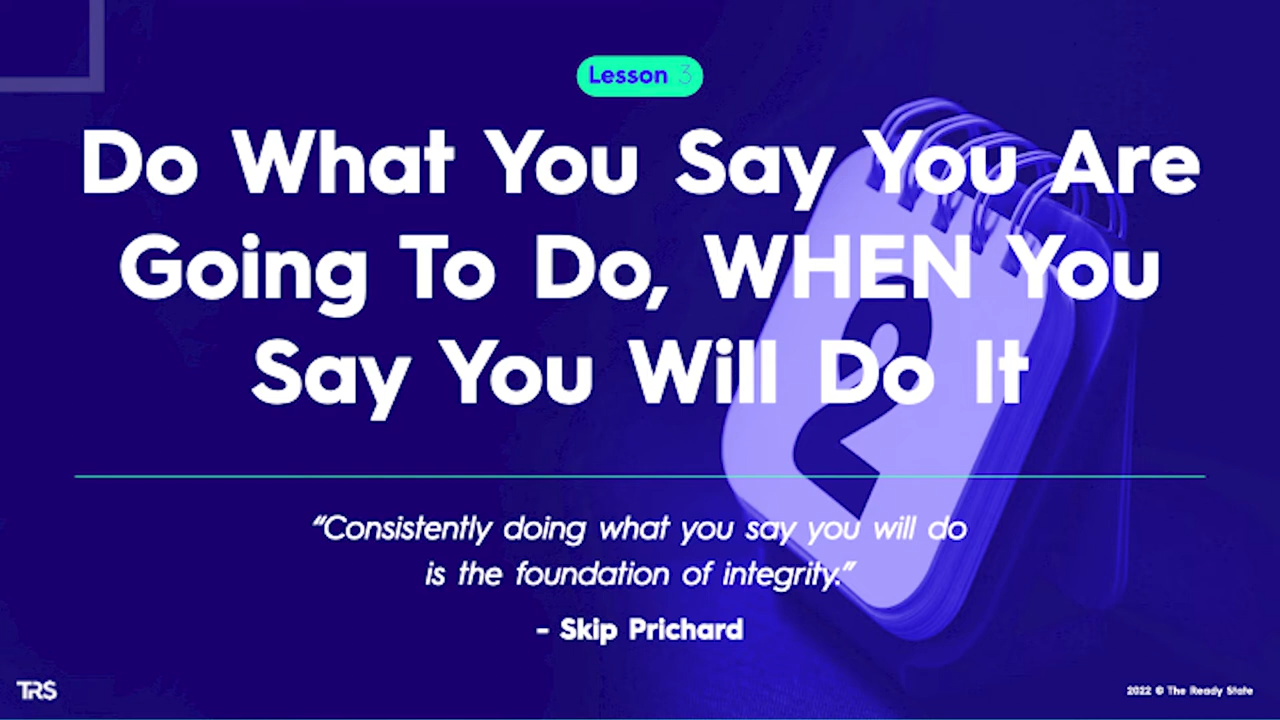 Lesson 3
Do What You Say You Are
Going To Do, WHEN You
Say You Will Do It
2
“Consistently doing what you say you will do
is the foundation of integrity.”
- Skip Prichard
TRS
2022 © The Ready State